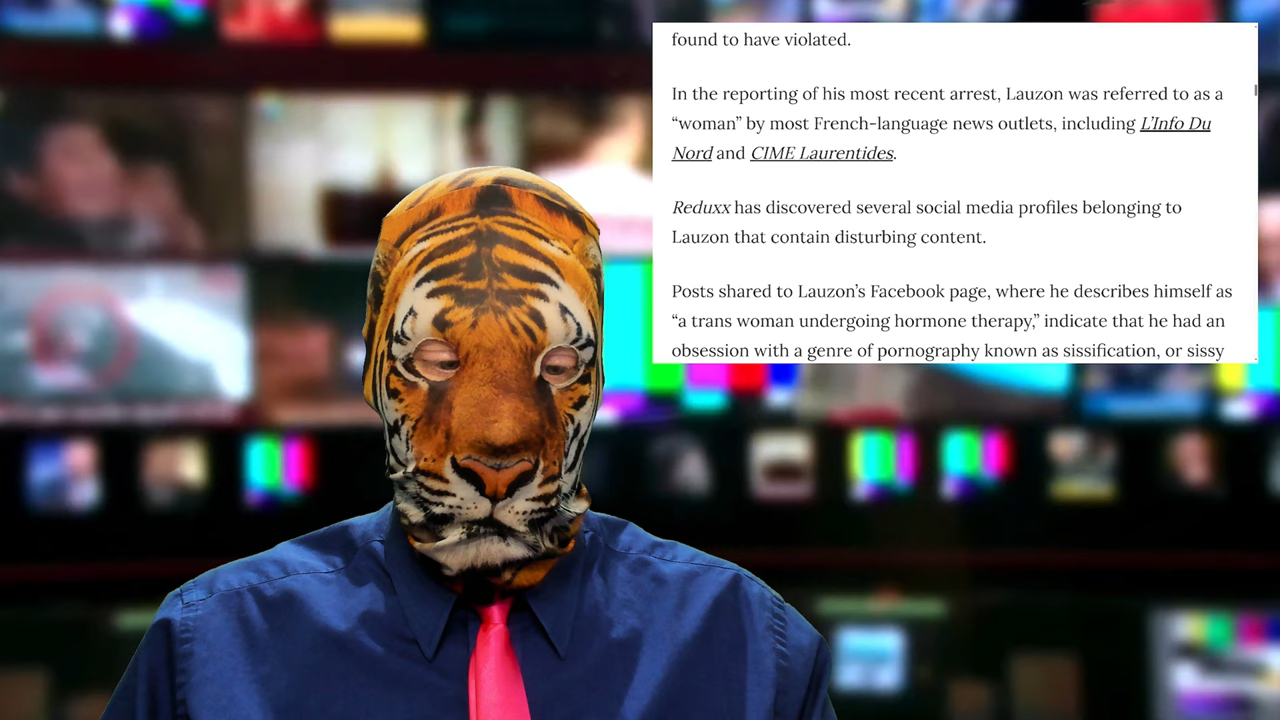 found to have violated.
In the reporting of his most recent arrest, Lauzon was referred to as a
“woman” by most French-language news outlets, including L’Info Du
Nord and CIME Laurentides.
Reduxx has discovered several social media profiles belonging to
Lauzon that contain disturbing content.
Posts shared to Lauzon’s Facebook page, where he describes himself as
“a trans woman undergoing hormone therapy,” indicate that he had an
obsession with a genre of pornography known as sissification, or sissy